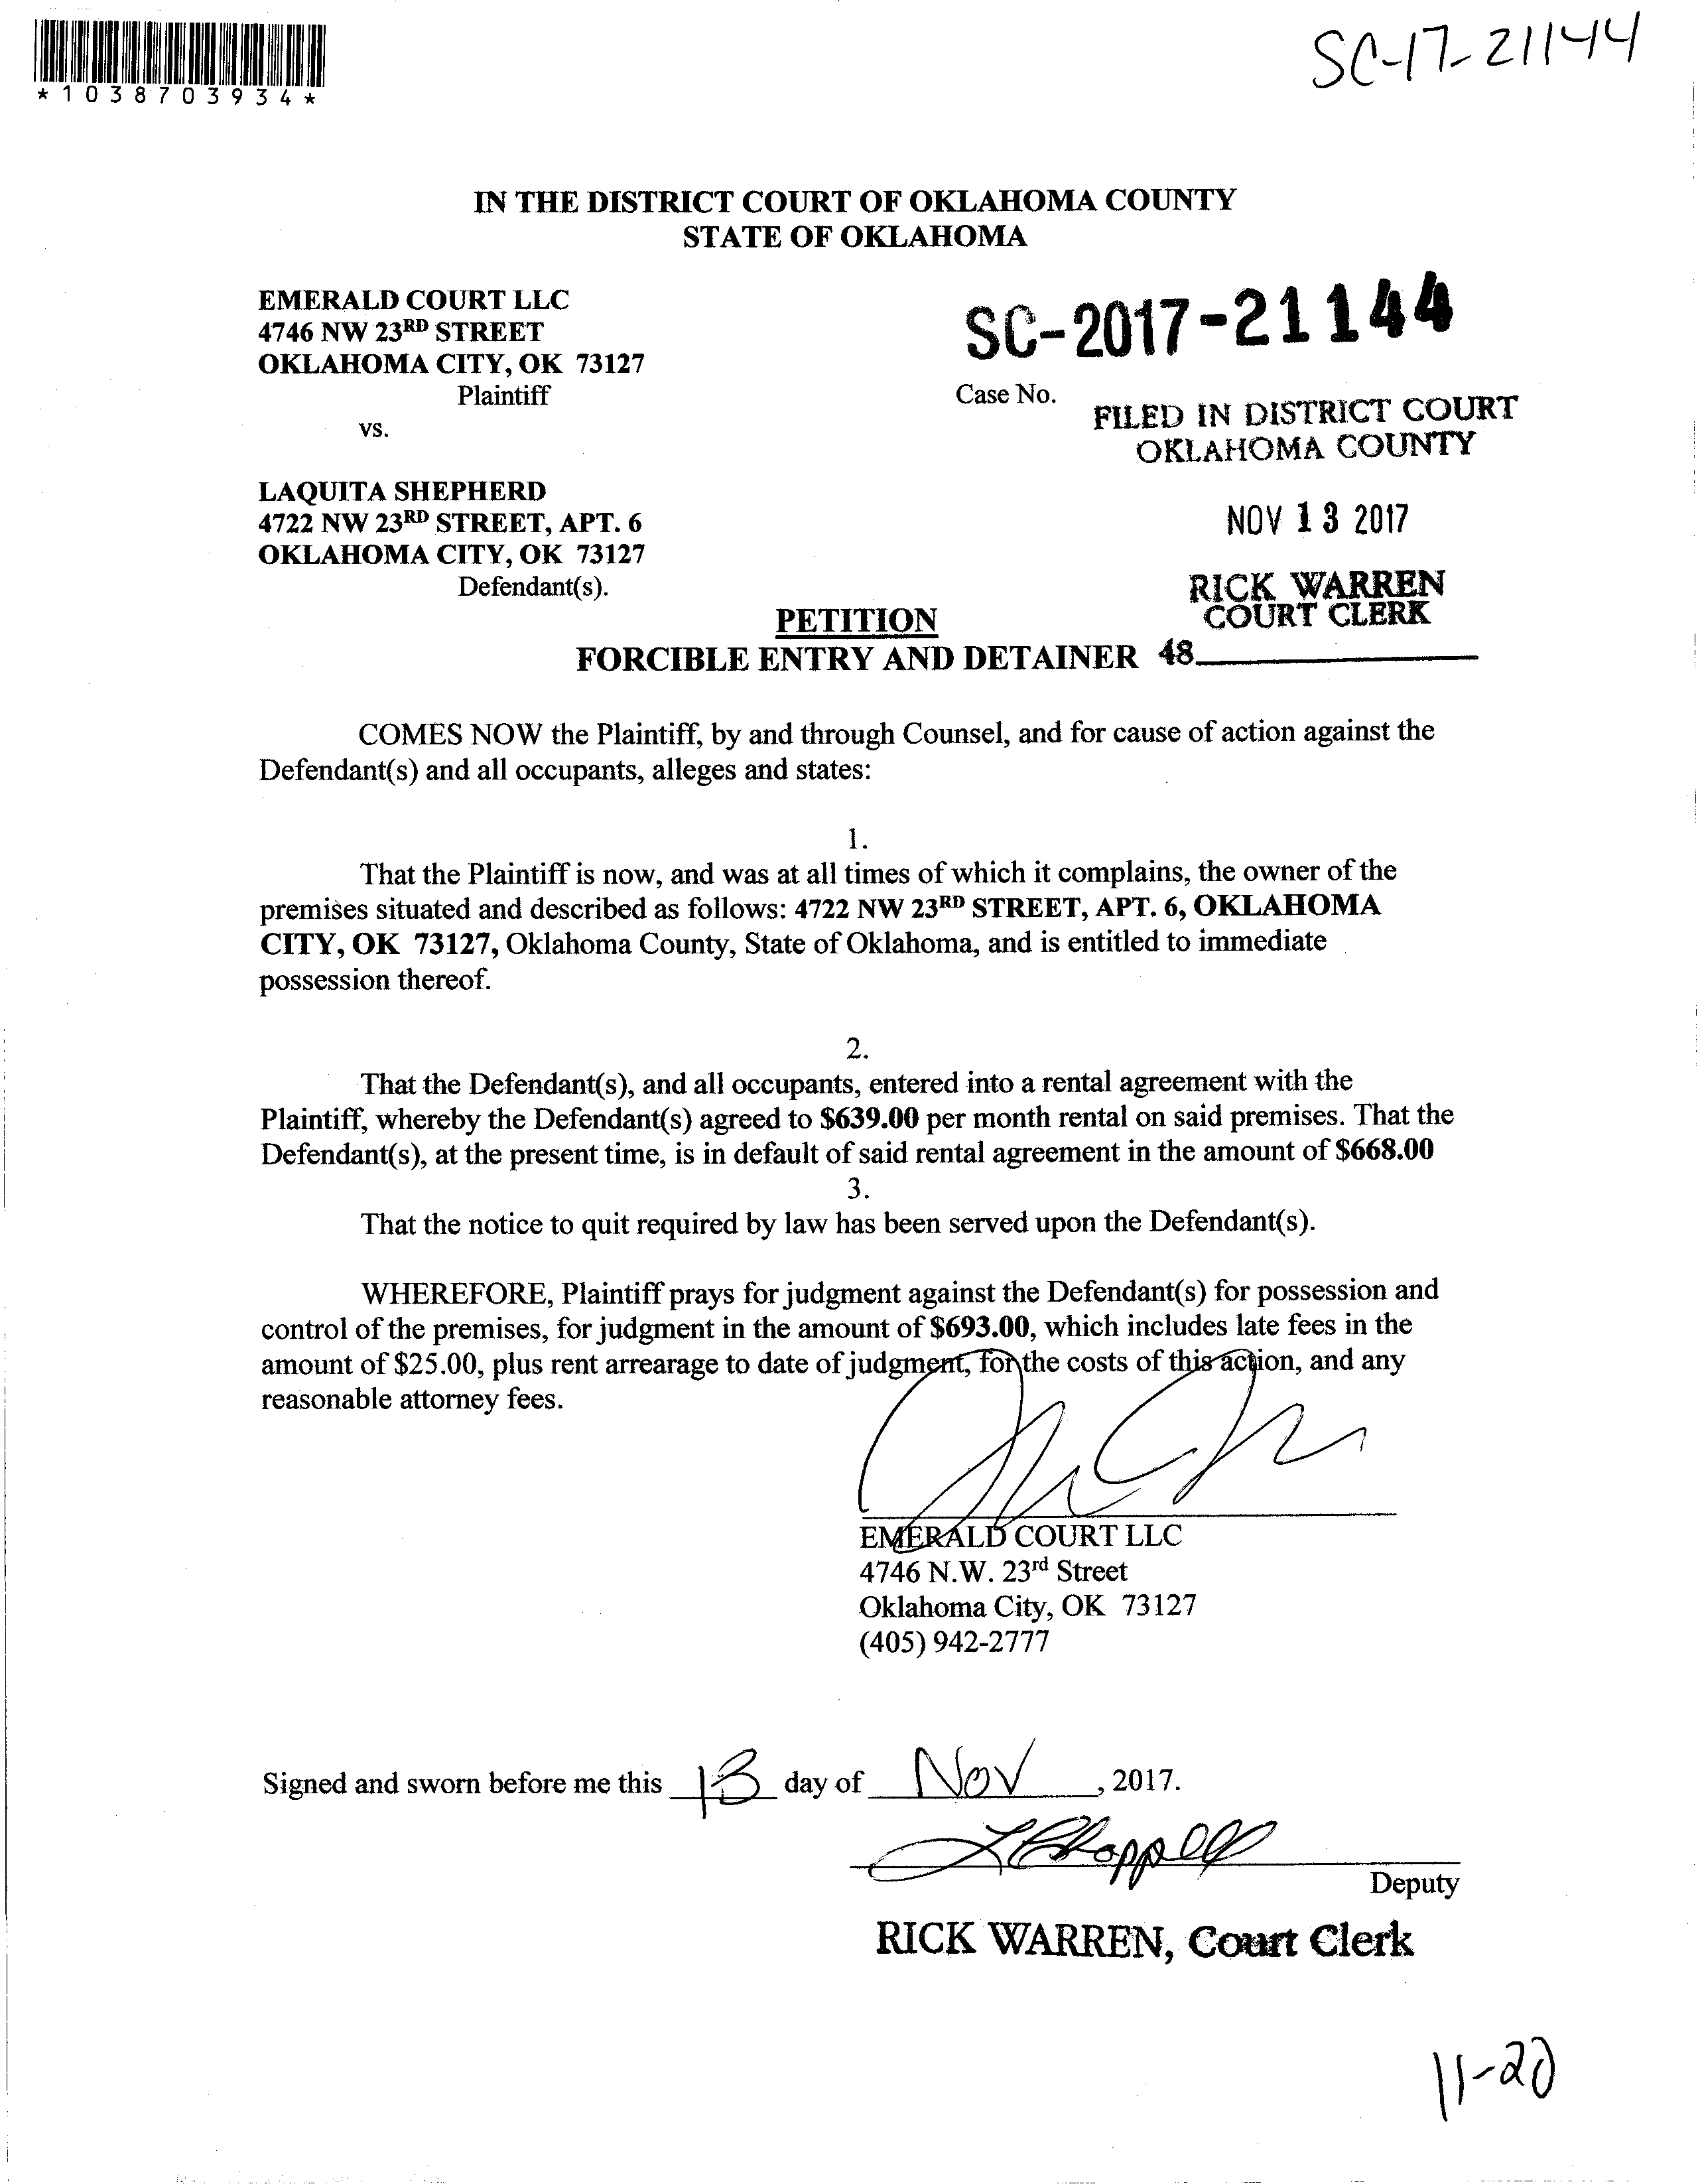 *1038703934*
SC-17-21144
IN THE DISTRICT COURT OF OKLAHOMA COUNTY
STATE OF OKLAHOMA
EMERALD COURT LLC
4746 NW 23RD STREET
OKLAHOMA CITY, OK 73127
Plaintiff
vs.
LAQUITA SHEPHERD
4722 NW 23RD STREET, APT. 6
OKLAHOMA CITY, OK 73127
Defendant(s).
SC-2017-21144
Case No.
FILED IN DISTRICT COURT
OKLAHOMA COUNTY
NOV 13 2017
RICK WARREN
COURT CLERK
48
PETITION
FORCIBLE ENTRY AND DETAINER
COMES NOW the Plaintiff, by and through Counsel, and for cause of action against the
Defendant(s) and all occupants, alleges and states:
1.
That the Plaintiff is now, and was at all times of which it complains, the owner of the
premises situated and described as follows: 4722 NW 23RD STREET, APT. 6, OKLAHOMA
CITY, OK 73127, Oklahoma County, State of Oklahoma, and is entitled to immediate
possession thereof.
2.
That the Defendant(s), and all occupants, entered into a rental agreement with the
Plaintiff, whereby the Defendant(s) agreed to $639.00 per month rental on said premises. That the
Defendant(s), at the present time, is in default of said rental agreement in the amount of $668.00
3.
That the notice to quit required by law has been served upon the Defendant(s).
WHEREFORE, Plaintiff prays for judgment against the Defendant(s) for possession and
control of the premises, for judgment in the amount of $693.00, which includes late fees in the
amount of $25.00, plus rent arrearage to date of judgment, for the costs of this action, and any
reasonable attorney fees.
EMERALD COURT LLC
4746 N.W. 23rd Street
Oklahoma City, OK 73127
(405) 942-2777
Signed and sworn before me this 13 day of Nov, 2017.
Deputy
RICK WARREN, Court Clerk
11-20